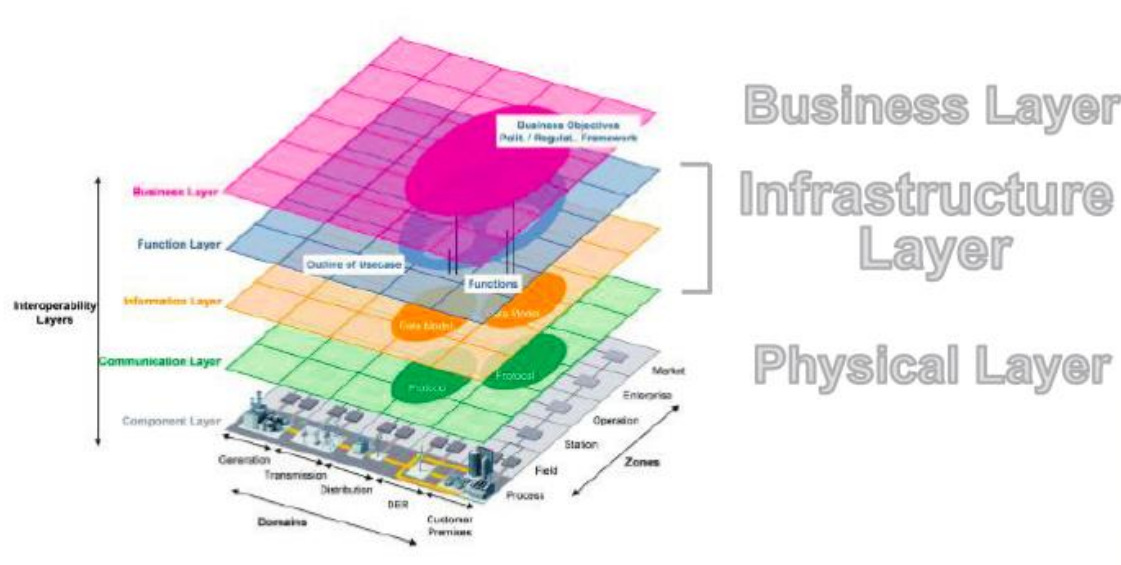 Business Layer
Infrastructure
Layer
Physical Layer
Business Objectives
Polit. / Regulat.. Framework
Business Layer
Function Layer
Outline of Usecase
Functions
Interoperability
Layers
Information Layer
Data Model
Data Model
Communication Layer
Protocol
Protocol
Component Layer
Market
Enterprise
Operation
Station
Field
Process
Zones
Generation
Transmission
Distribution
DER
Customer
Premises
Domains